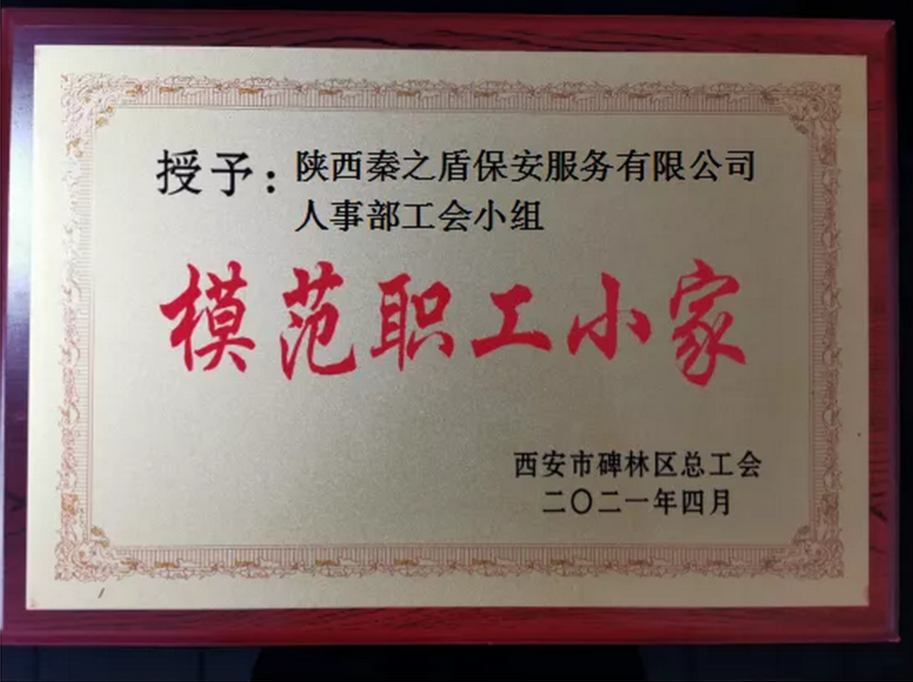 授予：陕西秦之盾保安服务有限公司
人事部工会小组
模范职工小家
西安市碑林区总工会
二〇二一年四月